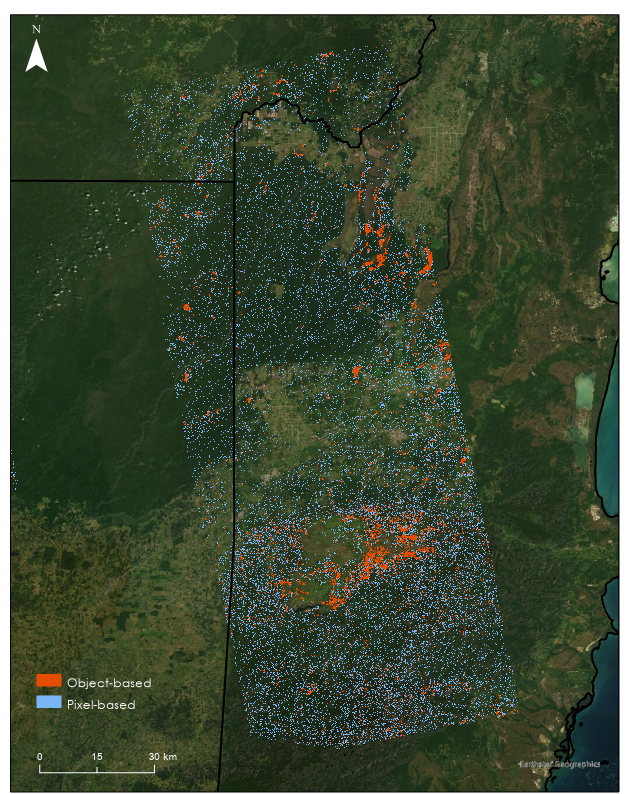 N
Object-based
Pixel-based
0 15 30 km
Earthstar Geographics